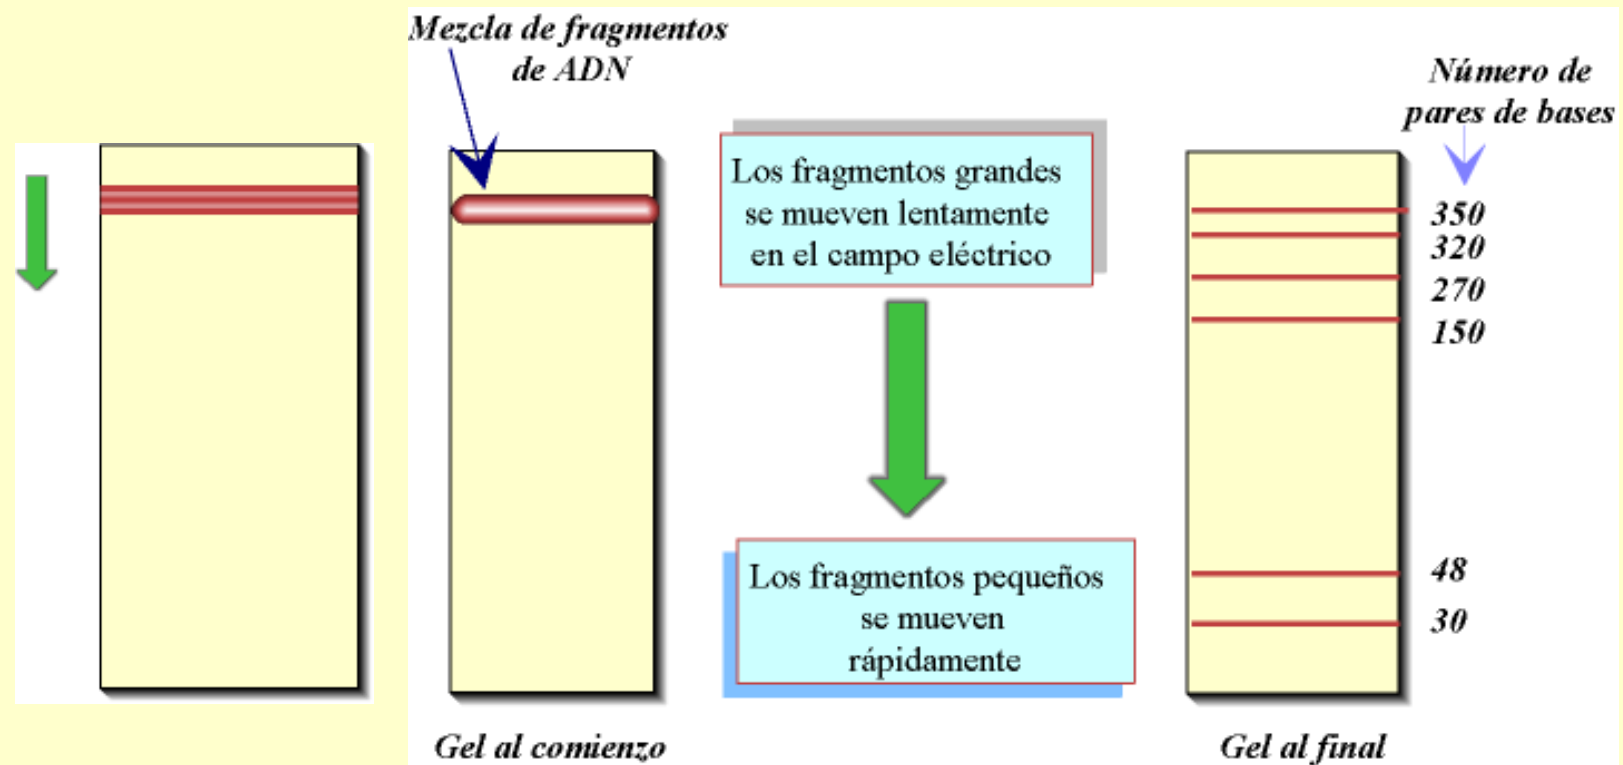 Mezcla de fragmentos
de ADN
Número de
pares de bases
Los fragmentos grandes
se mueven lentamente
en el campo eléctrico
350
320
270
150
Los fragmentos pequeños
se mueven
rápidamente
48
30
Gel al comienzo
Gel al final